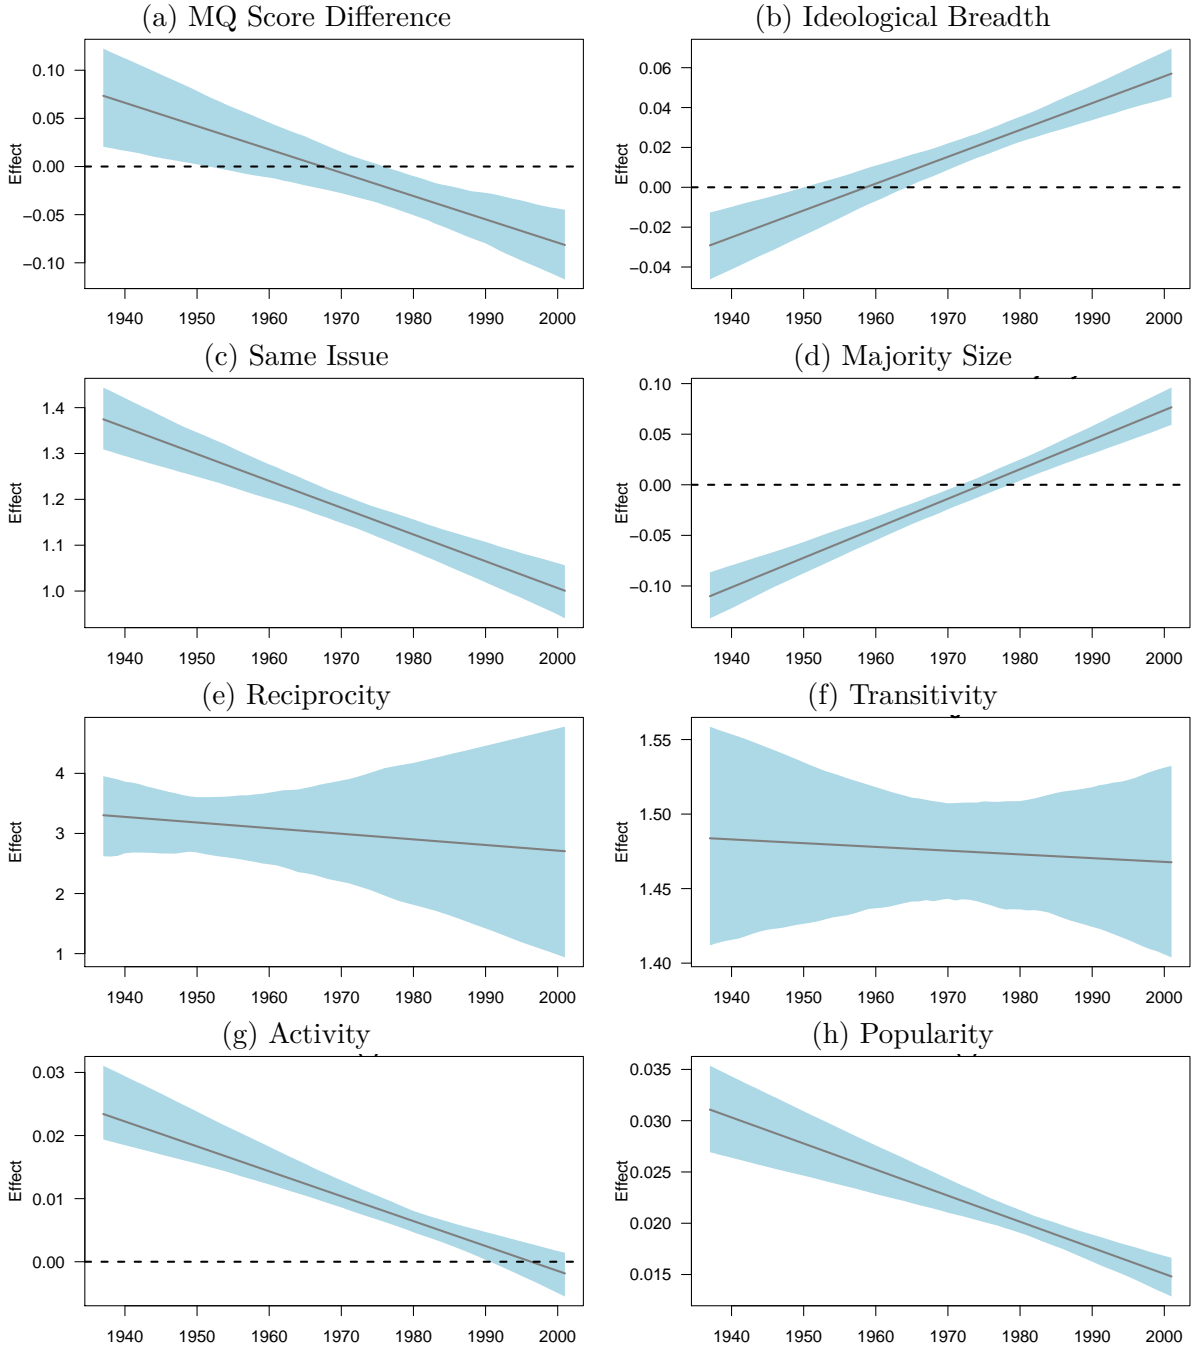 (a) MQ Score Difference
Effect
0.10
0.05
0.00
−0.05
−0.10
1940 1950 1960 1970 1980 1990 2000
(b) Ideological Breadth
Effect
0.06
0.04
0.02
0.00
−0.02
−0.04
1940 1950 1960 1970 1980 1990 2000
(c) Same Issue
Effect
1.4
1.3
1.2
1.1
1.0
1940 1950 1960 1970 1980 1990 2000
(d) Majority Size
Effect
0.10
0.05
0.00
−0.05
−0.10
1940 1950 1960 1970 1980 1990 2000
(e) Reciprocity
Effect
4
3
2
1
1940 1950 1960 1970 1980 1990 2000
(f) Transitivity
Effect
1.55
1.50
1.45
1.40
1940 1950 1960 1970 1980 1990 2000
(g) Activity
Effect
0.03
0.02
0.01
0.00
1940 1950 1960 1970 1980 1990 2000
(h) Popularity
Effect
0.035
0.030
0.025
0.020
0.015
1940 1950 1960 1970 1980 1990 2000